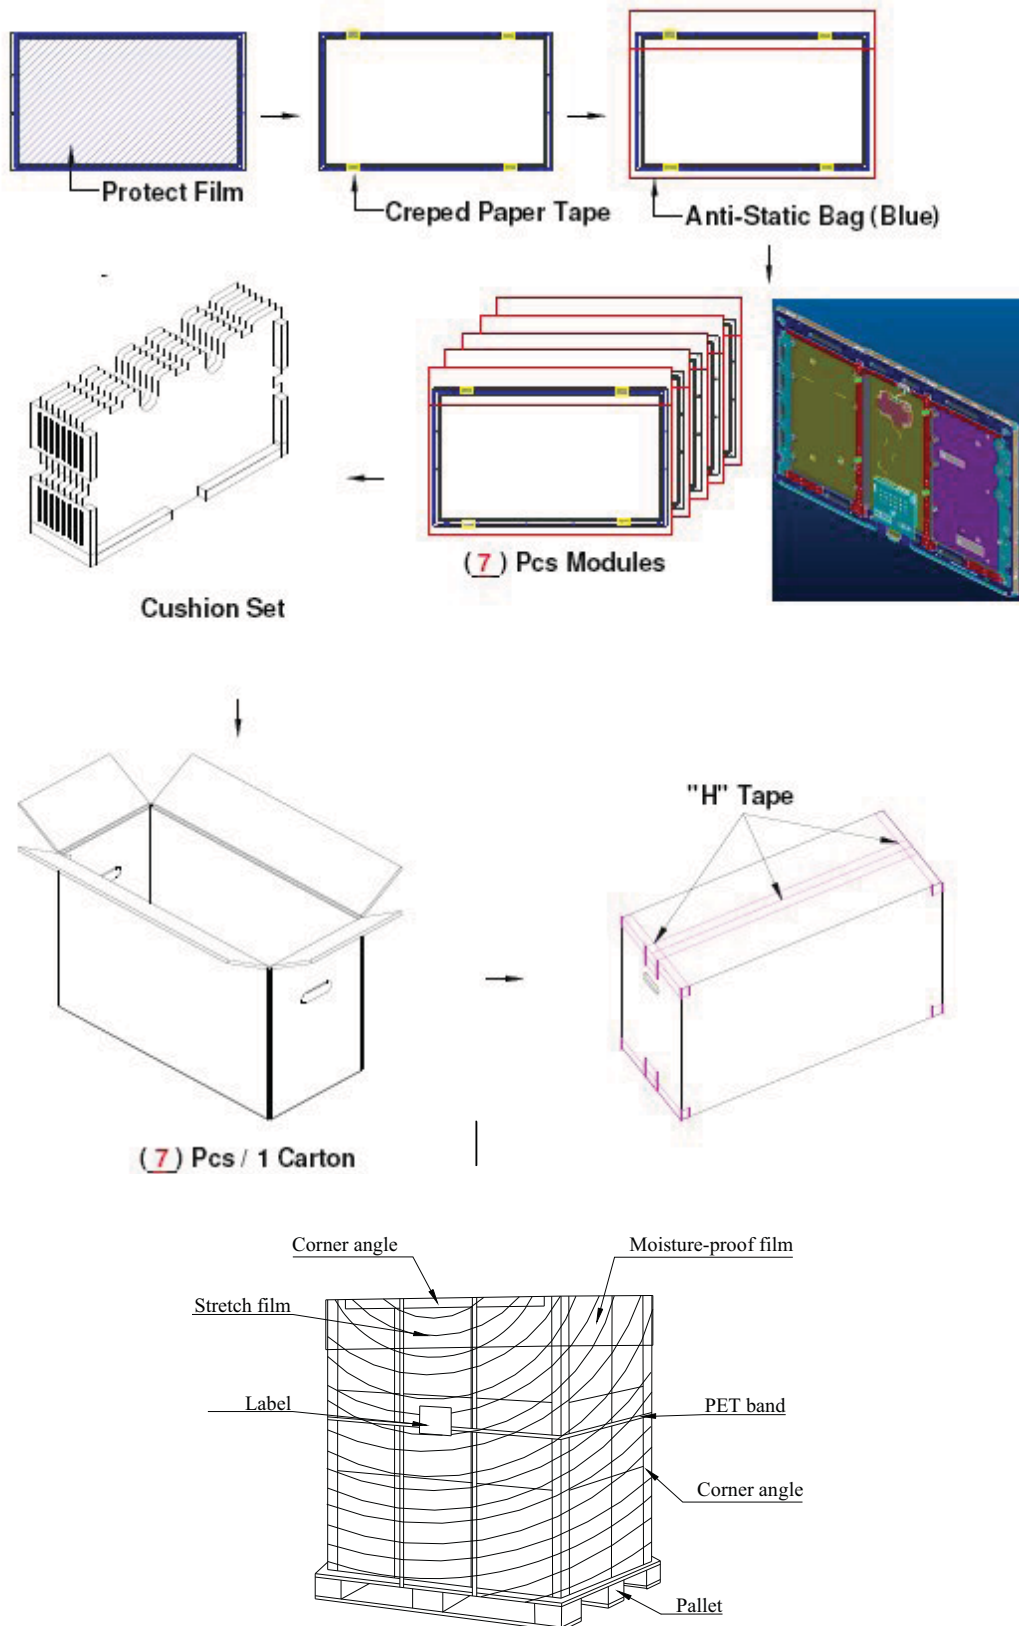 Protect Film
Creped Paper Tape
Anti-Static Bag (Blue)
(7) Pcs Modules
Cushion Set
"H" Tape
(7) Pcs / 1 Carton
Corner angle
Moisture-proof film
Stretch film
Label
PET band
Corner angle
Pallet